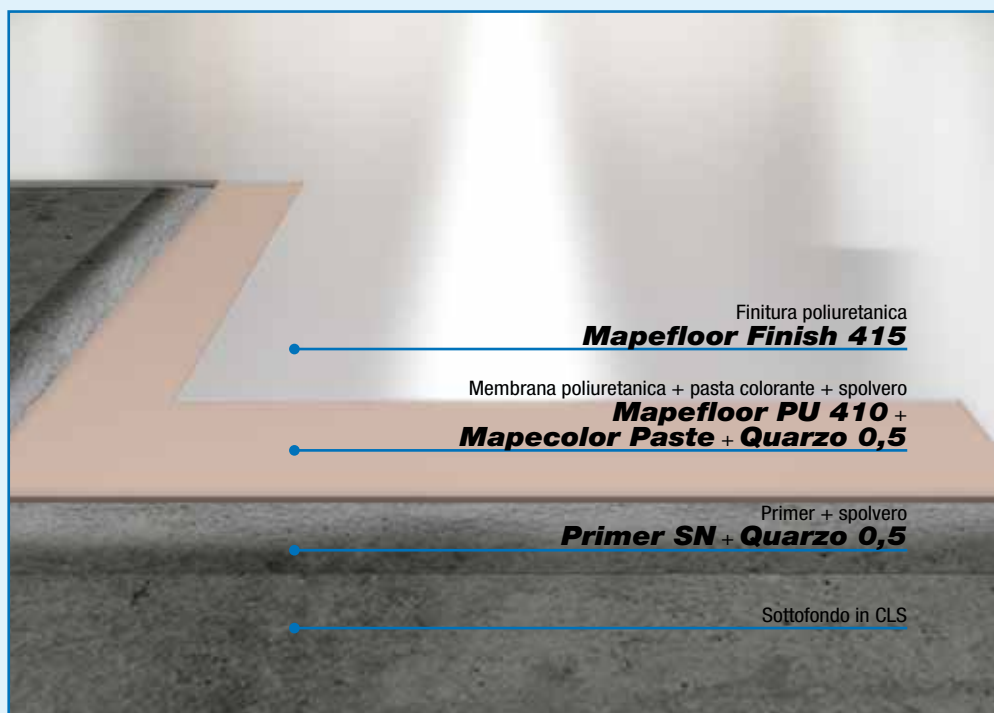 Finitura poliuretanica
Mapefloor Finish 415
Membrana poliuretanica + pasta colorante + spolvero
Mapefloor PU 410 +
Mapecolor Paste + Quarzo 0,5
Primer + spolvero
Primer SN + Quarzo 0,5
Sottofondo in CLS